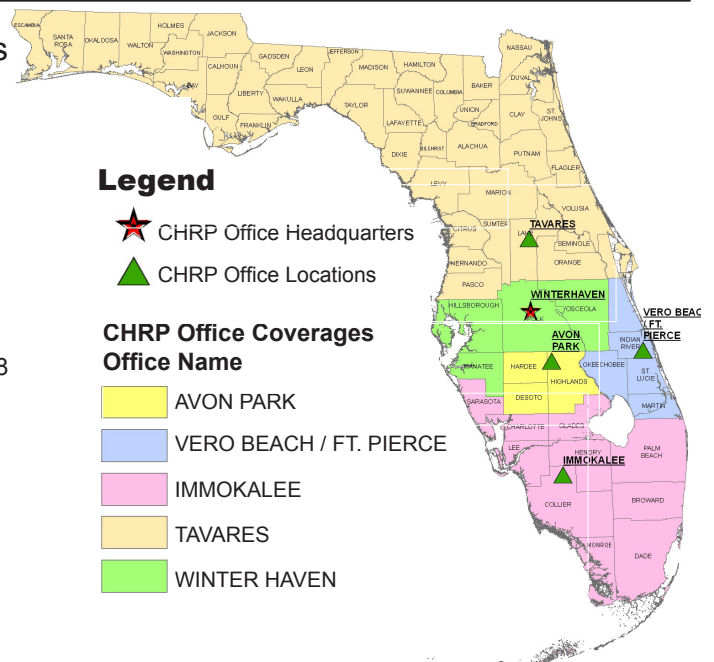 ESCAMBIA
SANTA
ROSA
OKALOOSA
WALTON
HOLMES
WASHINGTON
JACKSON
BAY
CALHOUN
GULF
LIBERTY
GADSDEN
FRANKLIN
LEON
WAKULLA
JEFFERSON
MADISON
TAYLOR
HAMILTON
SUWANNEE
LAFAYETTE
DIXIE
COLUMBIA
GILCHRIST
BAKER
UNION
BRADFORD
ALACHUA
LEVY
NASSAU
DUVAL
CLAY
ST
JOHNS
PUTNAM
FLAGLER
MARION
VOLUSIA
CITRUS
SUMTER
LAKE
TAVARES
SEMINOLE
HERNANDO
ORANGE
PASCO
HILLSBOROUGH
WINTERHAVEN
POLK
OSCEOLA
VERO BEAC
/ FT.
PIERCE
INDIAN
RIVER
AVON
PARK
MANATEE
HARDEE
HIGHLANDS
OKEECHOBEE
ST
LUCIE
SARASOTA
DESOTO
MARTIN
CHARLOTTE
GLADES
LEE
HENDRY
PALM
BEACH
IMMOKALEE
COLLIER
BROWARD
MONROE
DADE
S
8
Legend
CHRP Office Headquarters
CHRP Office Locations
CHRP Office Coverages
Office Name
AVON PARK
VERO BEACH / FT. PIERCE
IMMOKALEE
TAVARES
WINTER HAVEN